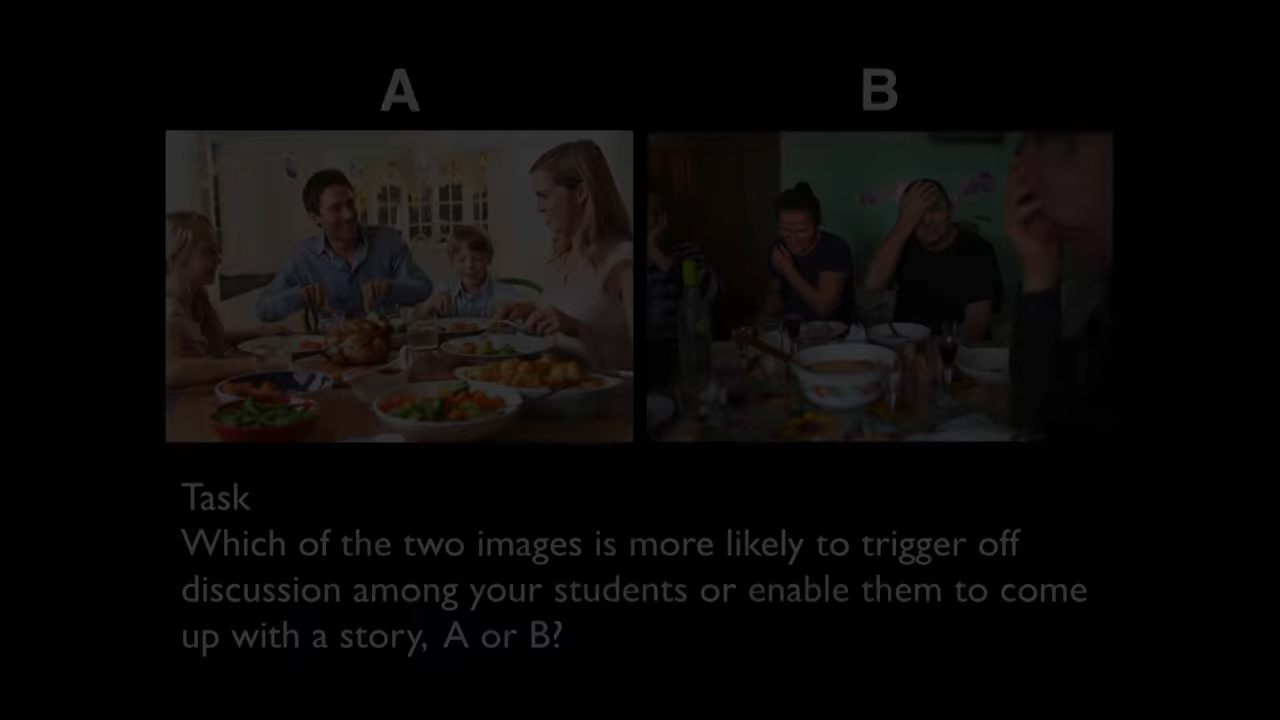 A
B
Task
Which of the two images is more likely to trigger off
discussion among your students or enable them to come
up with a story, A or B?